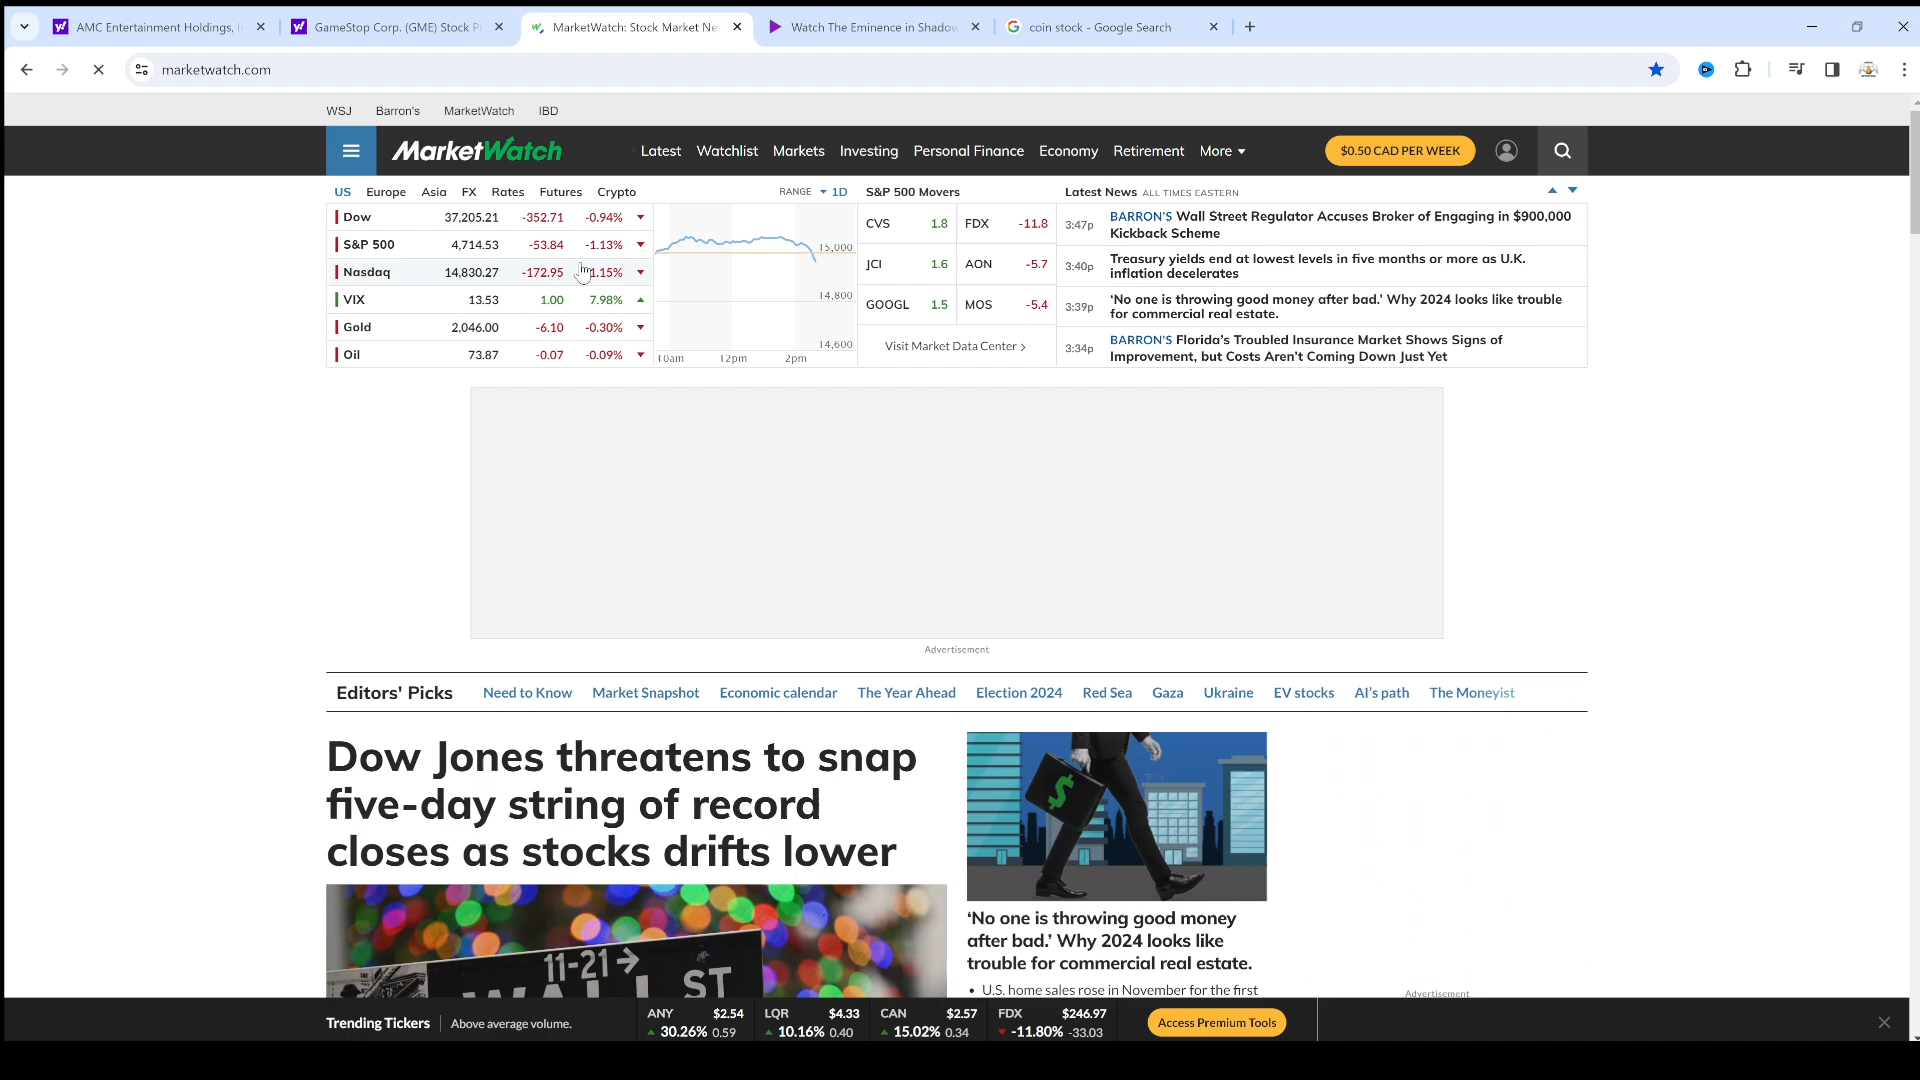 AMC Entertainment Holdings, I
GameStop Corp. (GME) Stock P
MarketWatch: Stock Market Ne
Watch The Eminence in Shadow
coin stock - Google Search
marketwatch.com
WSJ Barron's MarketWatch IBD
MarketWatch
Latest Watchlist Markets Investing Personal Finance Economy Retirement More
$0.50 CAD PER WEEK
US Europe Asia FX Rates Futures Crypto
RANGE 1D
Dow 37,205.21 -352.71 -0.94%
S&P 500 4,714.53 -53.84 -1.13%
Nasdaq 14,830.27 -172.95 1.15%
VIX 13.53 1.00 7.98%
Gold 2,046.00 -6.10 -0.30%
Oil 73.87 -0.07 -0.09%
15,000
14,800
14,600
10am 12pm 2pm
S&P 500 Movers
CVS 1.8 FDX -11.8
JCI 1.6 AON -5.7
GOOGL 1.5 MOS -5.4
Visit Market Data Center >
Latest News ALL TIMES EASTERN
3:47p BARRON'S Wall Street Regulator Accuses Broker of Engaging in $900,000
Kickback Scheme
3:40p Treasury yields end at lowest levels in five months or more as U.S.
inflation decelerates
3:39p ‘No one is throwing good money after bad.’ Why 2024 looks like trouble
for commercial real estate.
3:34p BARRON'S Florida’s Troubled Insurance Market Shows Signs of
Improvement, but Costs Aren’t Coming Down Just Yet
Advertisement
Editors' Picks Need to Know Market Snapshot Economic calendar The Year Ahead Election 2024 Red Sea Gaza Ukraine EV stocks AI’s path The Moneyist
Dow Jones threatens to snap
five-day string of record
closes as stocks drifts lower
11-21
WALL ST
‘No one is throwing good money
after bad.’ Why 2024 looks like
trouble for commercial real estate.
• U.S. home sales rose in November for the first
Advertisement
Trending Tickers Above average volume.
ANY $2.54
30.26% 0.59
LQR $4.33
10.16% 0.40
CAN $2.57
15.02% 0.34
FDX $246.97
-11.80% -33.03
Access Premium Tools